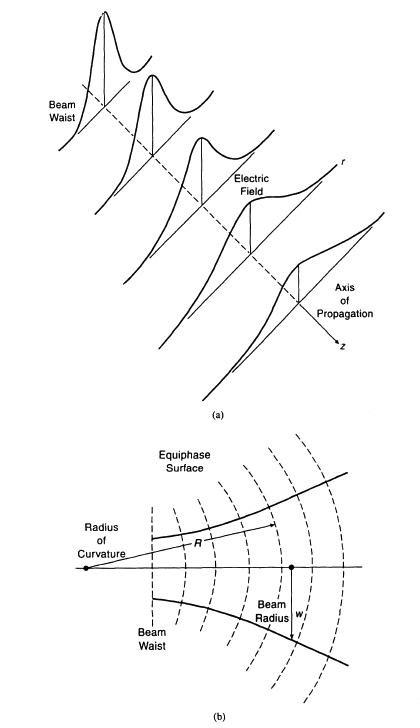 Beam
Waist
r
Electric
Field
Axis
of
Propagation
z
(a)
Equiphase
Surface
Radius
of
Curvature
R
Beam
Radius
w
Beam
Waist
(b)